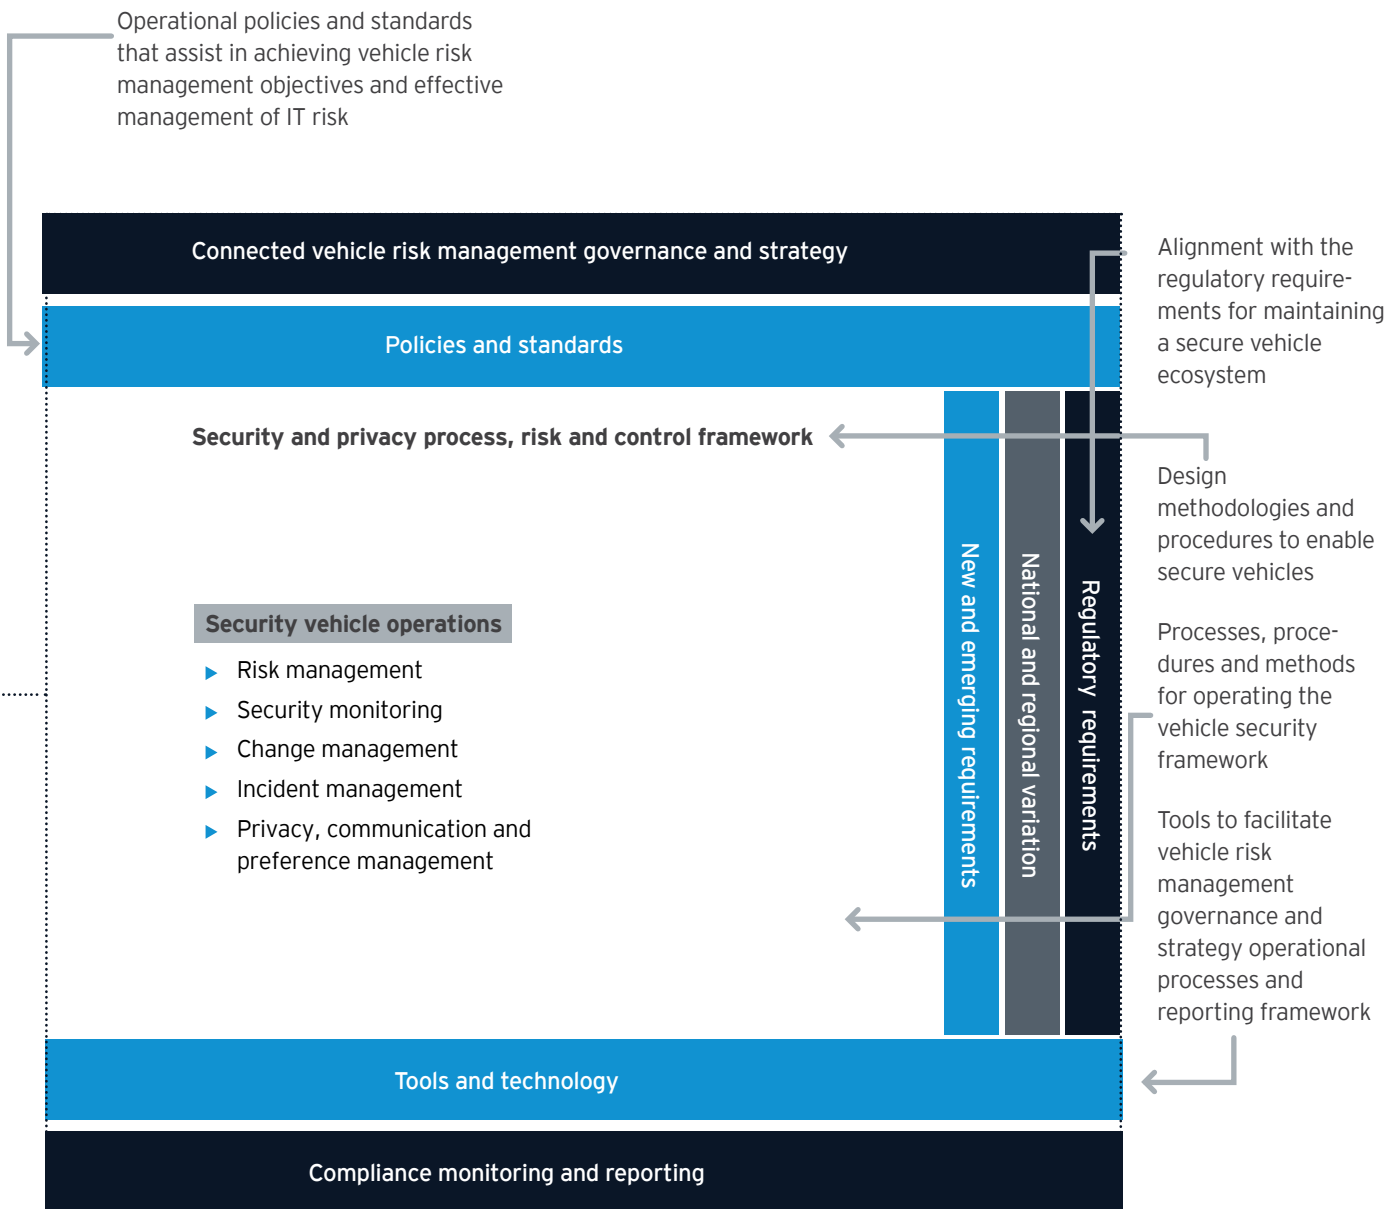 Operational policies and standards
that assist in achieving vehicle risk
management objectives and effective
management of IT risk
Connected vehicle risk management governance and strategy
Policies and standards
Security and privacy process, risk and control framework
Security vehicle operations
Risk management
Security monitoring
Change management
Incident management
Privacy, communication and
preference management
New and emerging requirements
National and regional variation
Regulatory requirements
Tools and technology
Compliance monitoring and reporting
Alignment with the
regulatory require-
ments for maintaining
a secure vehicle
ecosystem
Design
methodologies and
procedures to enable
secure vehicles
Processes, proce-
dures and methods
for operating the
vehicle security
framework
Tools to facilitate
vehicle risk
management
governance and
strategy operational
processes and
reporting framework